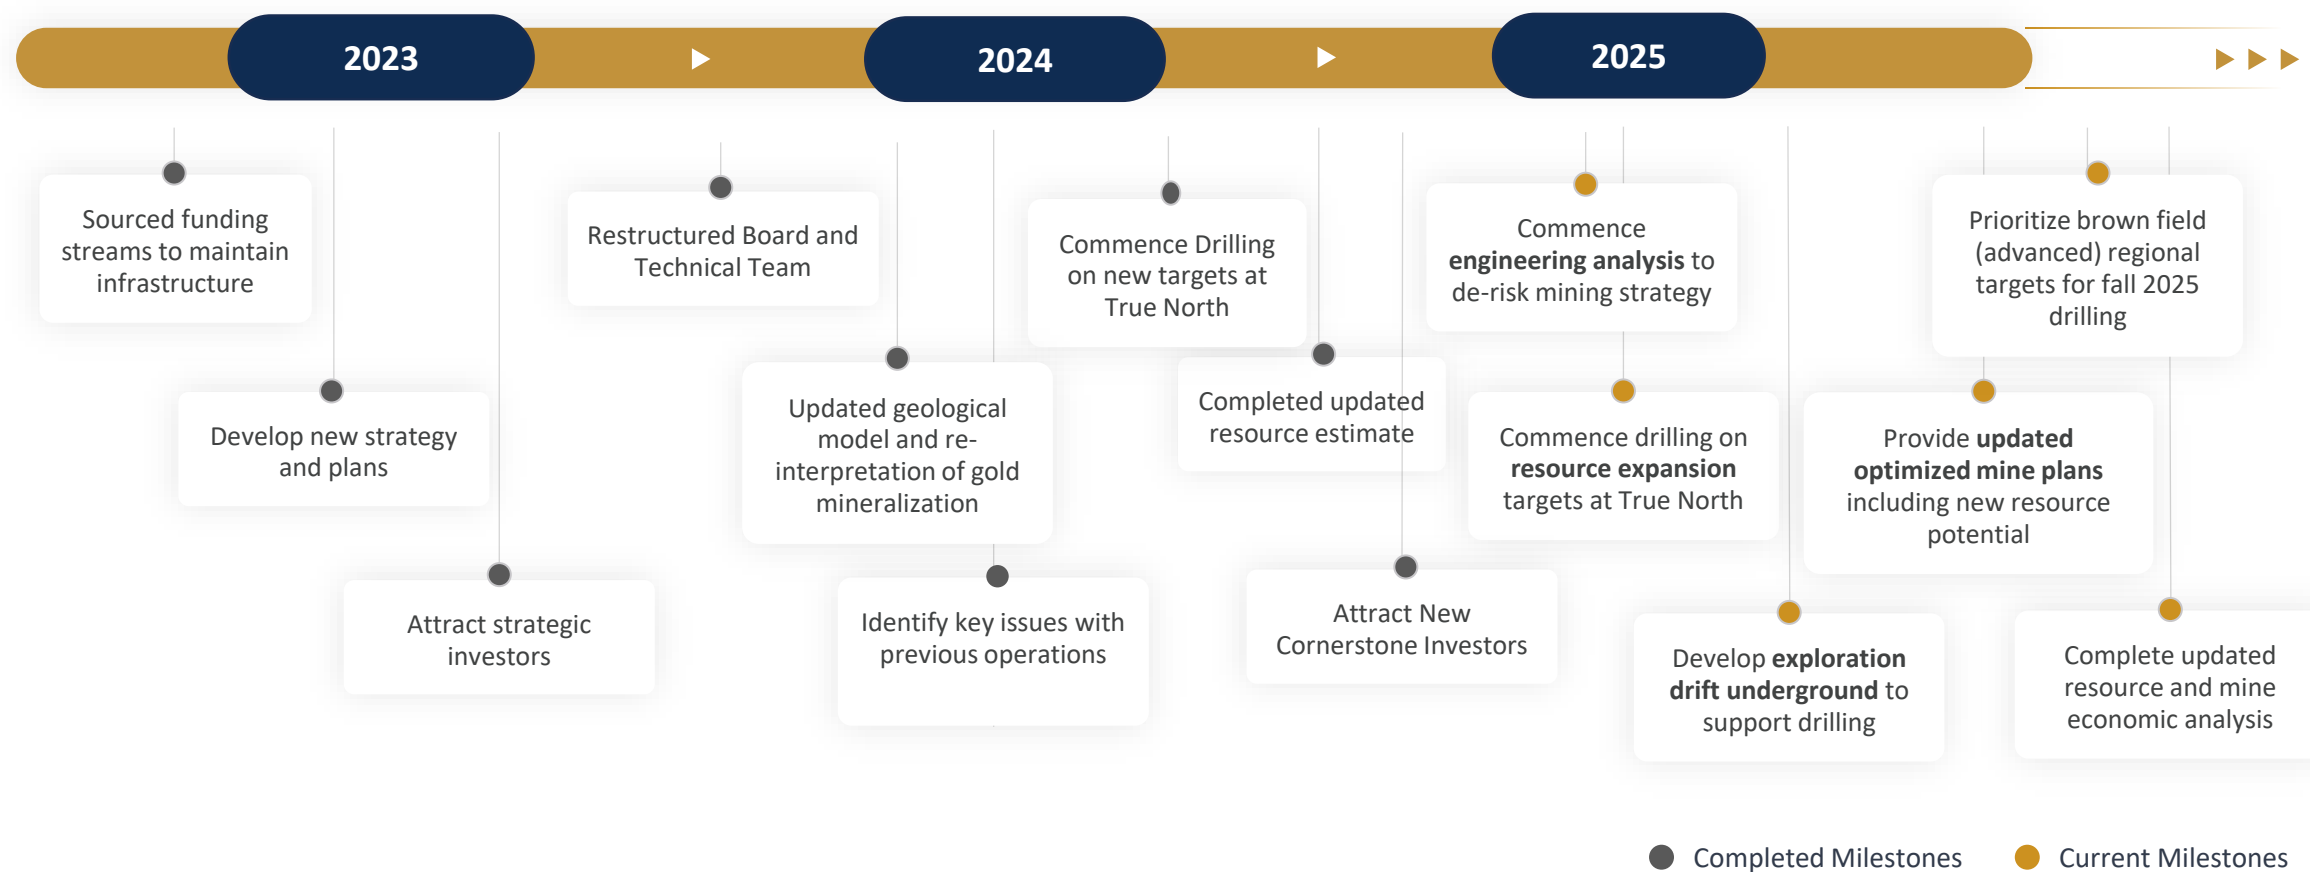 2023
2024
2025
Sourced funding
streams to maintain
infrastructure
Develop new strategy
and plans
Attract strategic
investors
Restructured Board and
Technical Team
Updated geological
model and re-
interpretation of gold
mineralization
Identify key issues with
previous operations
Commence Drilling
on new targets at
True North
Completed updated
resource estimate
Attract New
Cornerstone Investors
Commence
engineering analysis to
de-risk mining strategy
Commence drilling on
resource expansion
targets at True North
Develop exploration
drift underground to
support drilling
Provide updated
optimized mine plans
including new resource
potential
Prioritize brown field
(advanced) regional
targets for fall 2025
drilling
Complete updated
resource and mine
economic analysis
Completed Milestones
Current Milestones